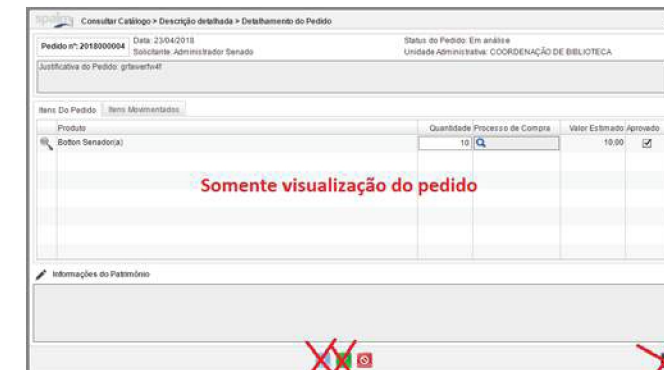 spalm Consultar Catálogo > Descrição detalhada > Detalhamento do Pedido
Pedido nº: 2018000004 Data: 23/04/2018 Status do Pedido: Em análise
Solicitante: Administrador Senado Unidade Administrativa: COORDENAÇÃO DE BIBLIOTECA
Justificativa do Pedido:
Itens Do Pedido Itens Movimentados
Produto Quantidade Processo de Compra Valor Estimado Aprovado
Botton Senador(a) 10 10,00
Somente visualização do pedido
Informações do Patrimônio